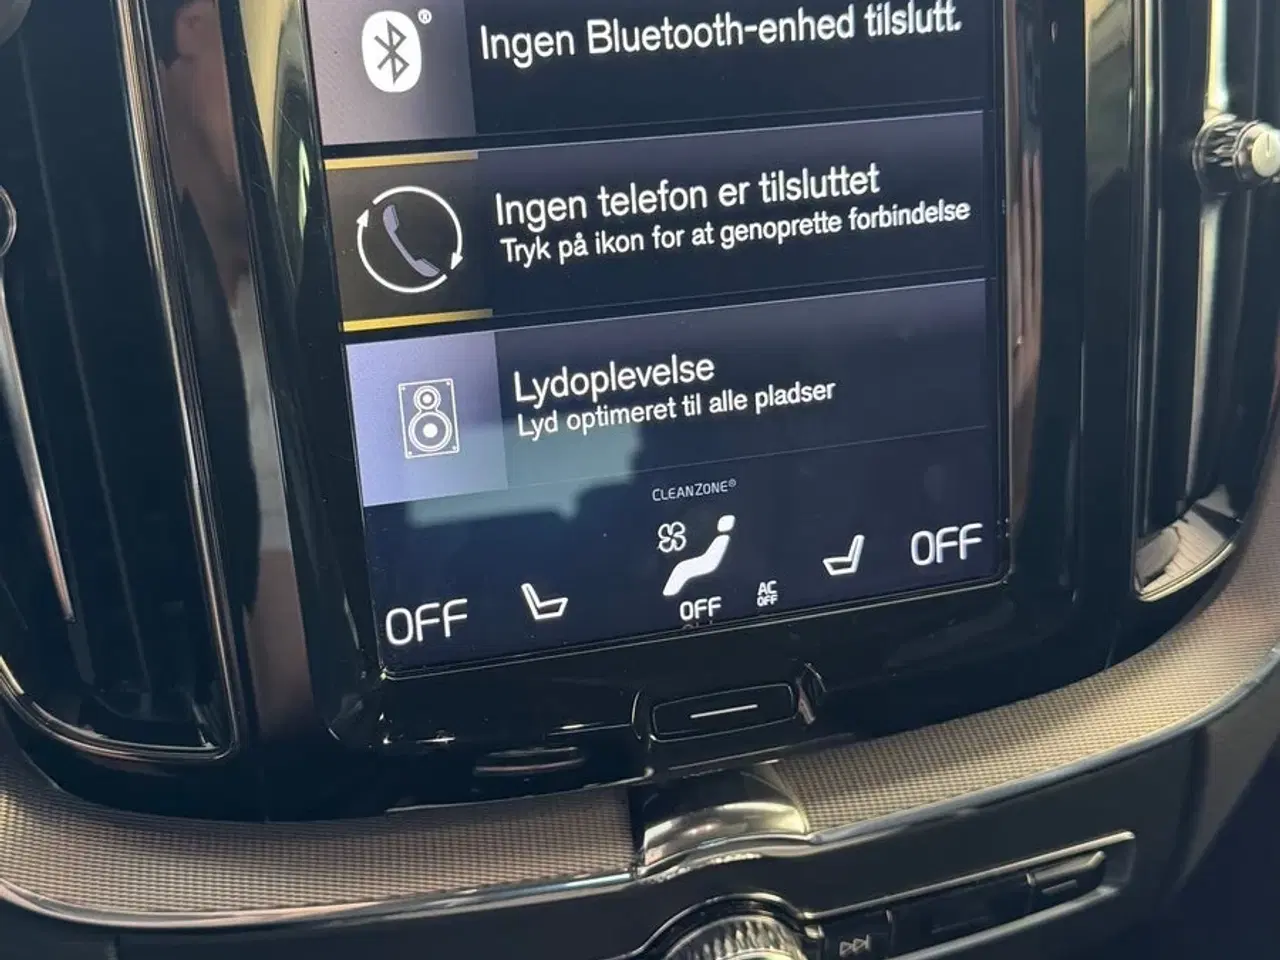 ®
Ingen Bluetooth-enhed tilslutt.
Ingen telefon er tilsluttet
Tryk på ikon for at genoprette forbindelse
Lydoplevelse
Lyd optimeret til alle pladser
CLEANZONE®
OFF
OFF
AC
OFF
OFF